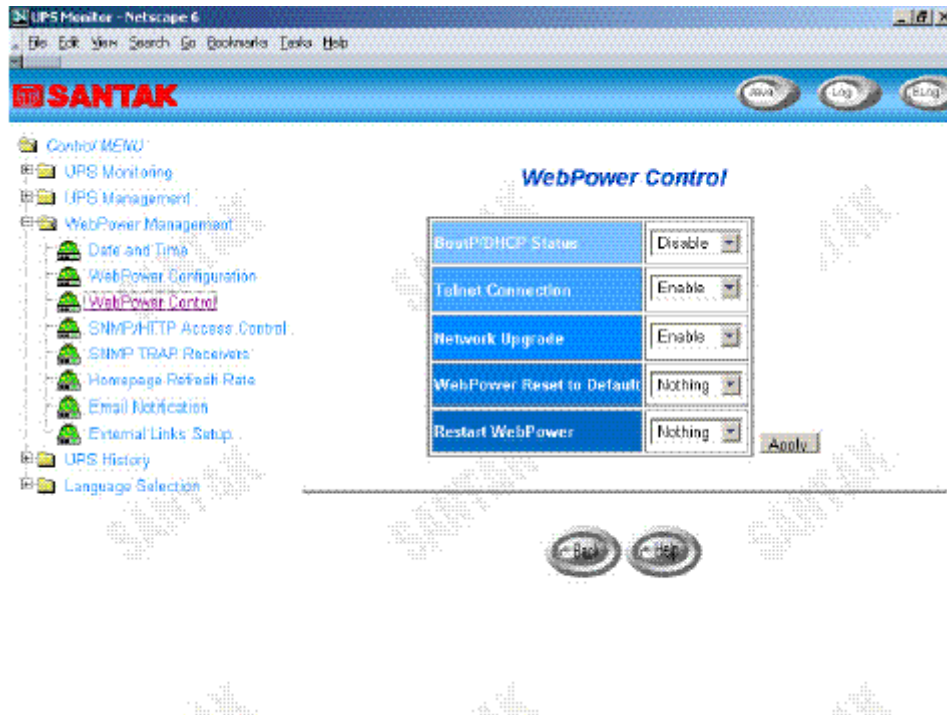 UPS Monitor - Netscape 6
File Edit View Search Go Bookmarks Tasks Help
SANTAK
Java Log ELog
Control MENU
UPS Monitoring
UPS Management
WebPower Management
Date and Time
WebPower Configuration
WebPower Control
SNMP/HTTP Access Control
SNMP TRAP Receivers
Homepage Refresh Rate
Email Notification
External Links Setup
UPS History
Language Selection
WebPower Control
BootP/DHCP Status Disable
Telnet Connection Enable
Network Upgrade Enable
WebPower Reset to Default Nothing
Restart WebPower Nothing
Apply
Back Help